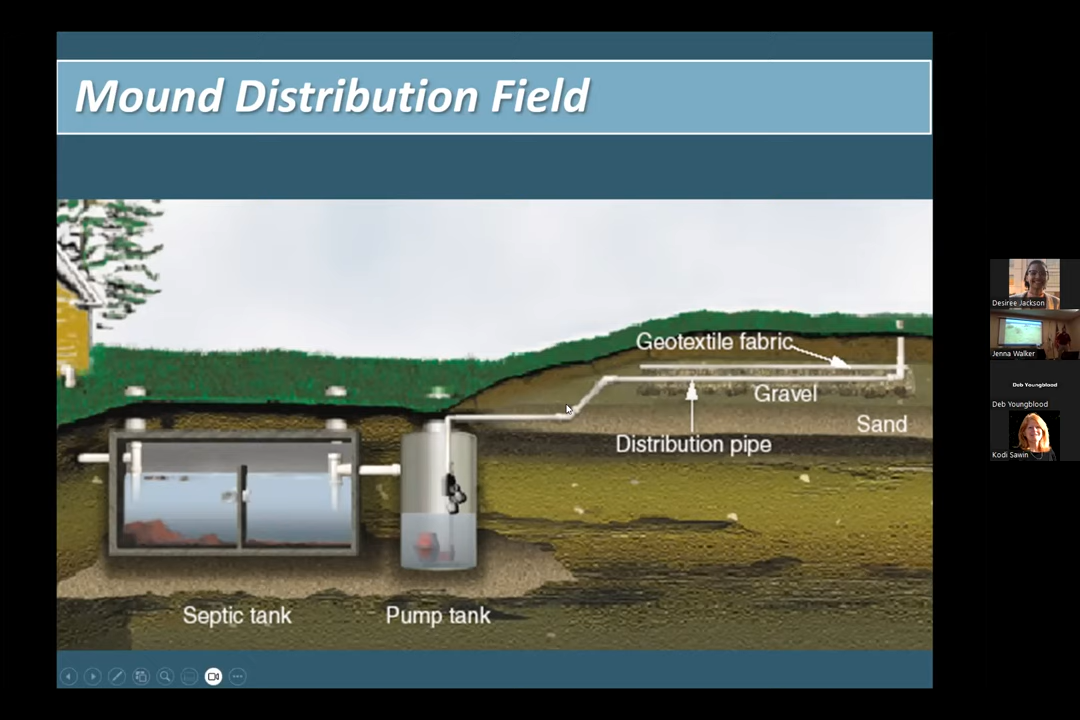 Mound Distribution Field
Geotextile fabric
Gravel
Sand
Distribution pipe
Septic tank
Pump tank
Desiree Jackson
Jenna Walker
Deb Youngblood
Deb Youngblood
Kodi Sawin